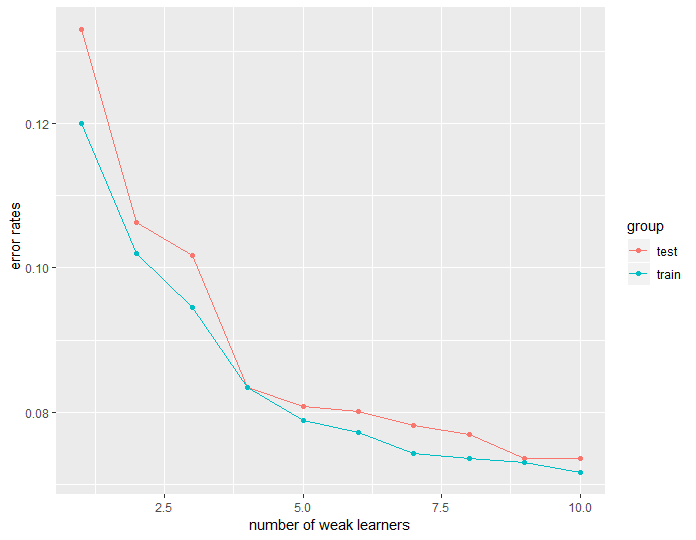 0.12
0.10
0.08
error rates
2.5
5.0
7.5
10.0
number of weak learners
group
test
train